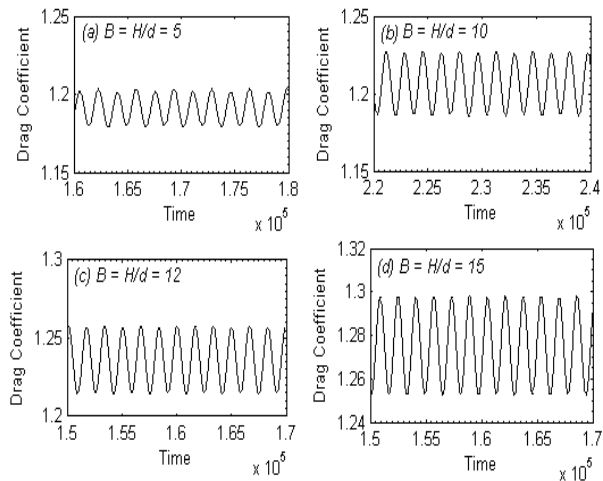 (a) B = H/d = 5
Drag Coefficient
1.25
1.2
1.15
1.6 1.65 1.7 1.75 1.8
Time
x 10^5
(b) B = H/d = 10
Drag Coefficient
1.25
1.2
1.15
2.2 2.25 2.3 2.35 2.4
Time
x 10^5
(c) B = H/d = 12
Drag Coefficient
1.3
1.25
1.2
1.5 1.55 1.6 1.65 1.7
Time
x 10^5
(d) B = H/d = 15
Drag Coefficient
1.32
1.3
1.28
1.26
1.24
1.5 1.55 1.6 1.65 1.7
Time
x 10^5